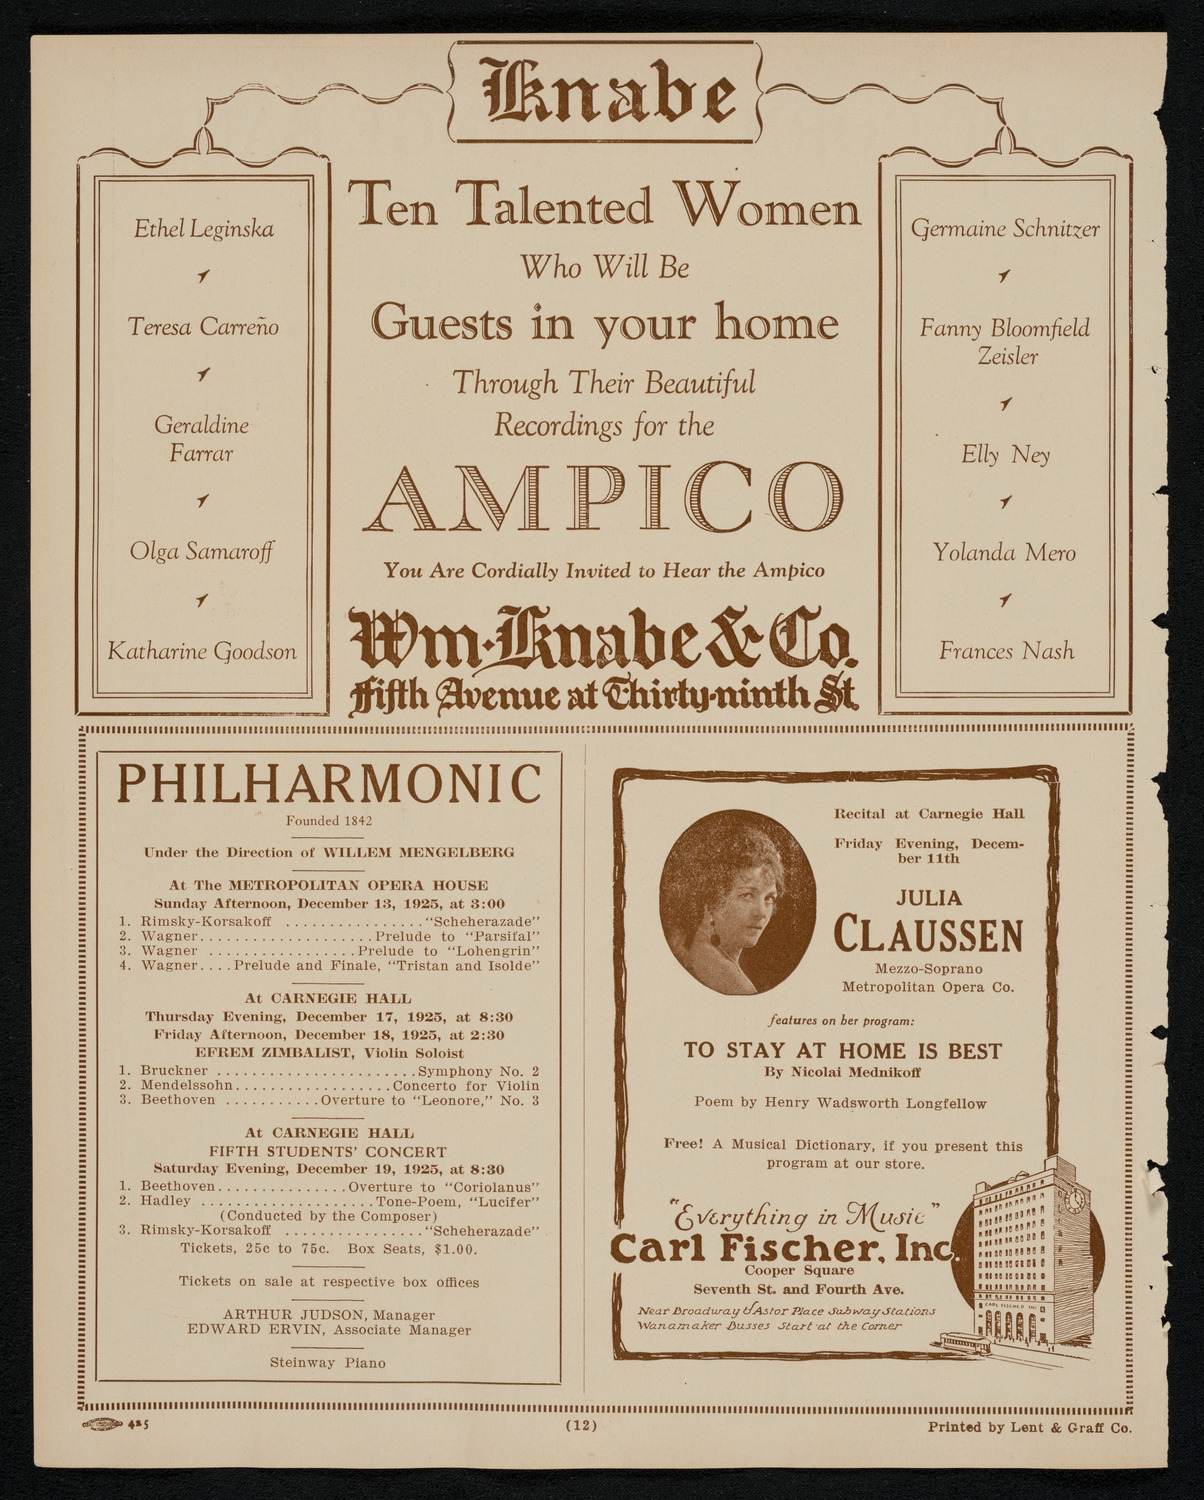 Knabe
Ethel Leginska
Teresa Carreño
Geraldine
Farrar
Olga Samaroff
Katharine Goodson
Ten Talented Women
Who Will Be
Guests in your home
Through Their Beautiful
Recordings for the
AMPICO
You Are Cordially Invited to Hear the Ampico
Wm. Knabe & Co.
Fifth Avenue at Thirty-ninth St.
Germaine Schnitzer
Fanny Bloomfield
Zeisler
Elly Ney
Yolanda Mero
Frances Nash
PHILHARMONIC
Founded 1842
Under the Direction of WILLEM MENGELBERG
At The METROPOLITAN OPERA HOUSE
Sunday Afternoon, December 13, 1925, at 3:00
1. Rimsky-Korsakoff ................"Scheherazade"
2. Wagner....................Prelude to "Parsifal"
3. Wagner .................Prelude to "Lohengrin"
4. Wagner....Prelude and Finale, "Tristan and Isolde"
At CARNEGIE HALL
Thursday Evening, December 17, 1925, at 8:30
Friday Afternoon, December 18, 1925, at 2:30
EFREM ZIMBALIST, Violin Soloist
1. Bruckner .......................Symphony No. 2
2. Mendelssohn..................Concerto for Violin
3. Beethoven ...........Overture to "Leonore," No. 3
At CARNEGIE HALL
FIFTH STUDENTS' CONCERT
Saturday Evening, December 19, 1925, at 8:30
1. Beethoven...............Overture to "Coriolanus"
2. Hadley ....................Tone-Poem, "Lucifer"
(Conducted by the Composer)
3. Rimsky-Korsakoff ................"Scheherazade"
Tickets, 25c to 75c. Box Seats, $1.00.
Tickets on sale at respective box offices
ARTHUR JUDSON, Manager
EDWARD ERVIN, Associate Manager
Steinway Piano
Recital at Carnegie Hall
Friday Evening, Decem-
ber 11th
JULIA
CLAUSSEN
Mezzo-Soprano
Metropolitan Opera Co.
features on her program:
TO STAY AT HOME IS BEST
By Nicolai Mednikoff
Poem by Henry Wadsworth Longfellow
Free! A Musical Dictionary, if you present this
program at our store.
"Everything in Music"
Carl Fischer, Inc.
Cooper Square
Seventh St. and Fourth Ave.
Near Broadway & Astor Place Subway Stations
Wanamaker Busses Start at the Corner
CARL FISCHER INC
425
(12)
Printed by Lent & Graff Co.